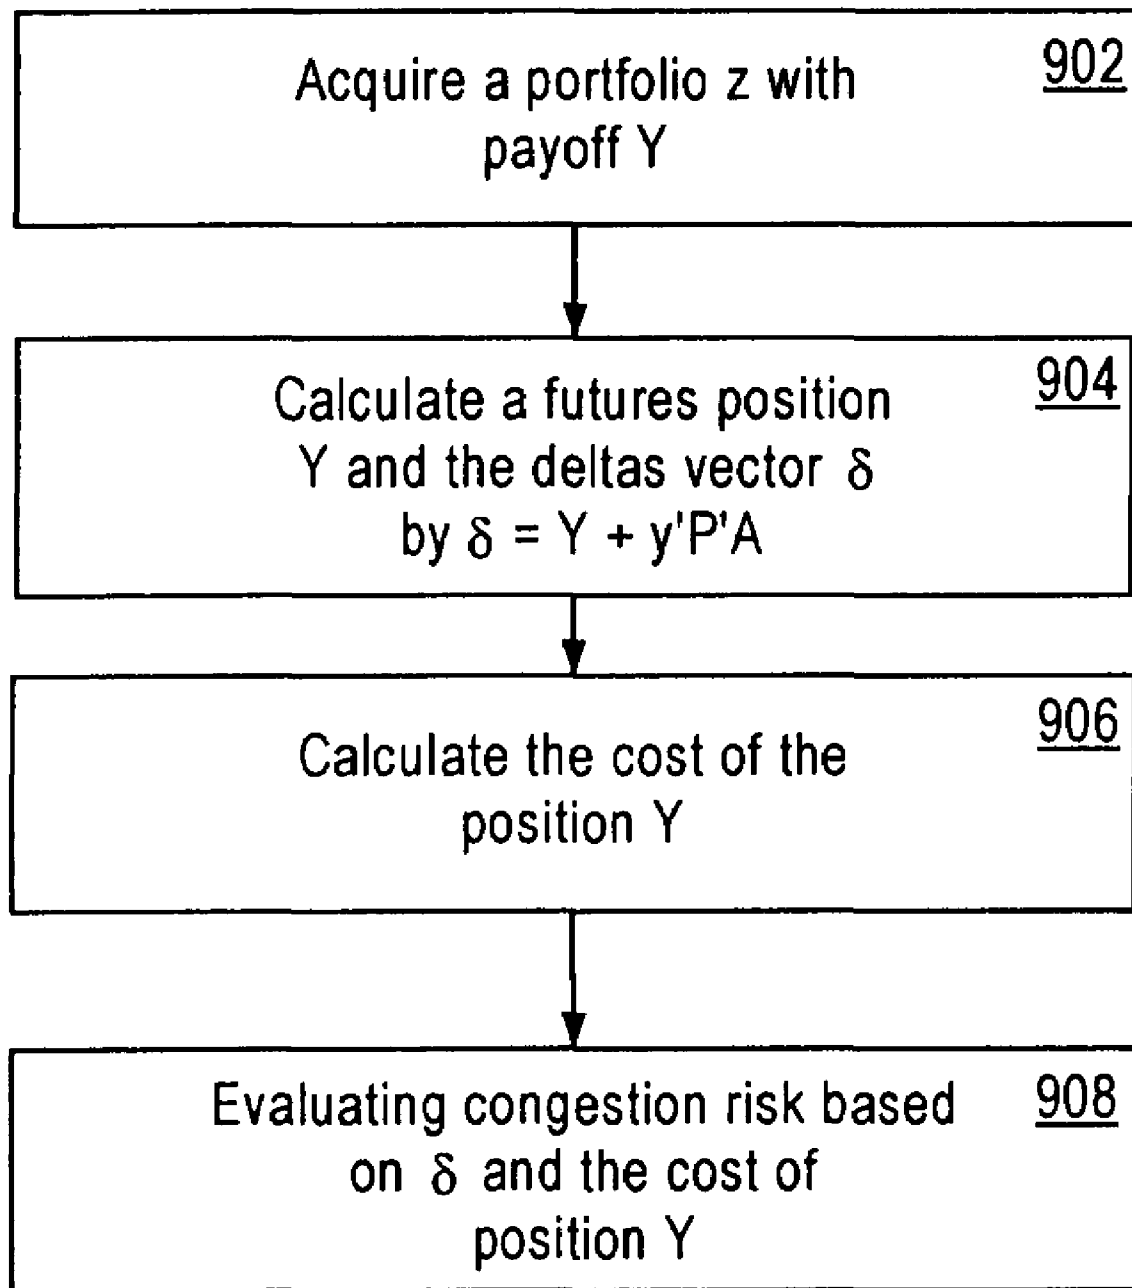 902
Acquire a portfolio z with
payoff Y
904
Calculate a futures position
Y and the deltas vector δ
by δ = Y + y'P'A
906
Calculate the cost of the
position Y
908
Evaluating congestion risk based
on δ and the cost of
position Y